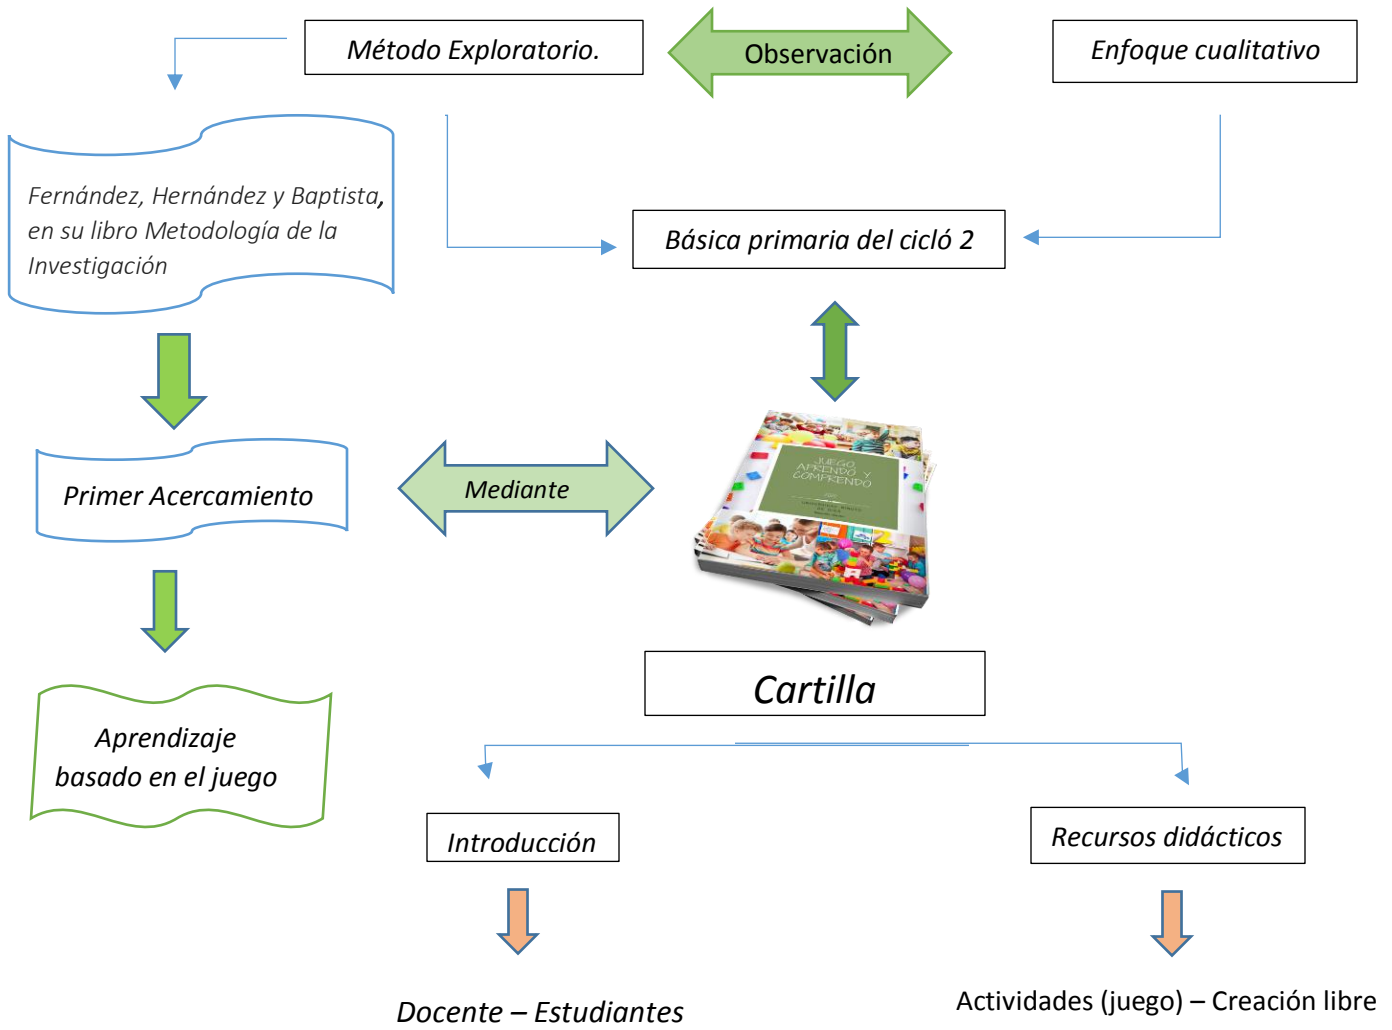 Método Exploratorio.
Observación
Enfoque cualitativo
Fernández, Hernández y Baptista,
en su libro Metodología de la
Investigación
Básica primaria del cicló 2
Primer Acercamiento
Mediante
JUEGO,
APRENDO Y
COMPRENDO
Cartilla
Aprendizaje
basado en el juego
Introducción
Recursos didácticos
Docente – Estudiantes
Actividades (juego) – Creación libre